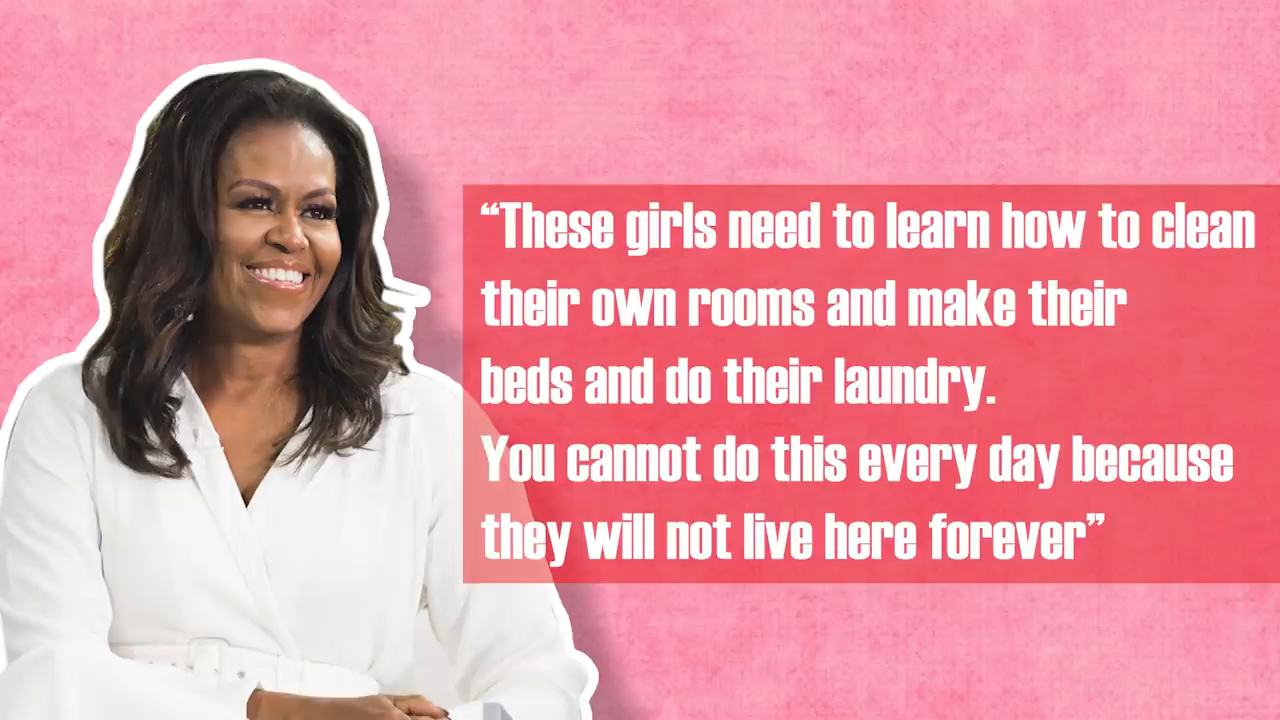 “These girls need to learn how to clean
their own rooms and make their
beds and do their laundry.
You cannot do this every day because
they will not live here forever”